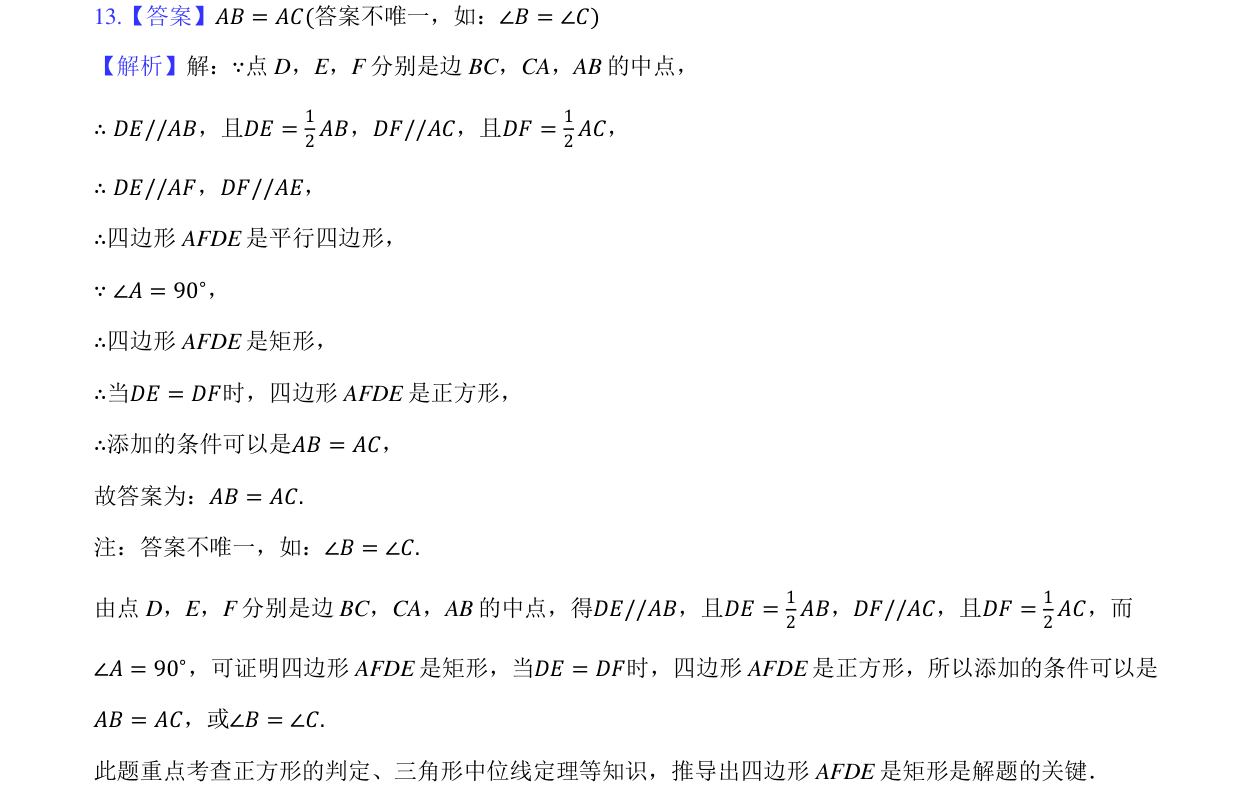 13.【答案】AB = AC(答案不唯一，如：∠B = ∠C)
【解析】解：∵点 D，E，F 分别是边 BC，CA，AB 的中点，
∴ DE//AB，且DE = 1/2 AB，DF//AC，且DF = 1/2 AC，
∴ DE//AF，DF//AE，
∴四边形 AFDE 是平行四边形，
∵ ∠A = 90°，
∴四边形 AFDE 是矩形，
∴当DE = DF时，四边形 AFDE 是正方形，
∴添加的条件可以是AB = AC，
故答案为：AB = AC.
注：答案不唯一，如：∠B = ∠C.
由点 D，E，F 分别是边 BC，CA，AB 的中点，得DE//AB，且DE = 1/2 AB，DF//AC，且DF = 1/2 AC，而
∠A = 90°，可证明四边形 AFDE 是矩形，当DE = DF时，四边形 AFDE 是正方形，所以添加的条件可以是
AB = AC，或∠B = ∠C.
此题重点考查正方形的判定、三角形中位线定理等知识，推导出四边形 AFDE 是矩形是解题的关键．